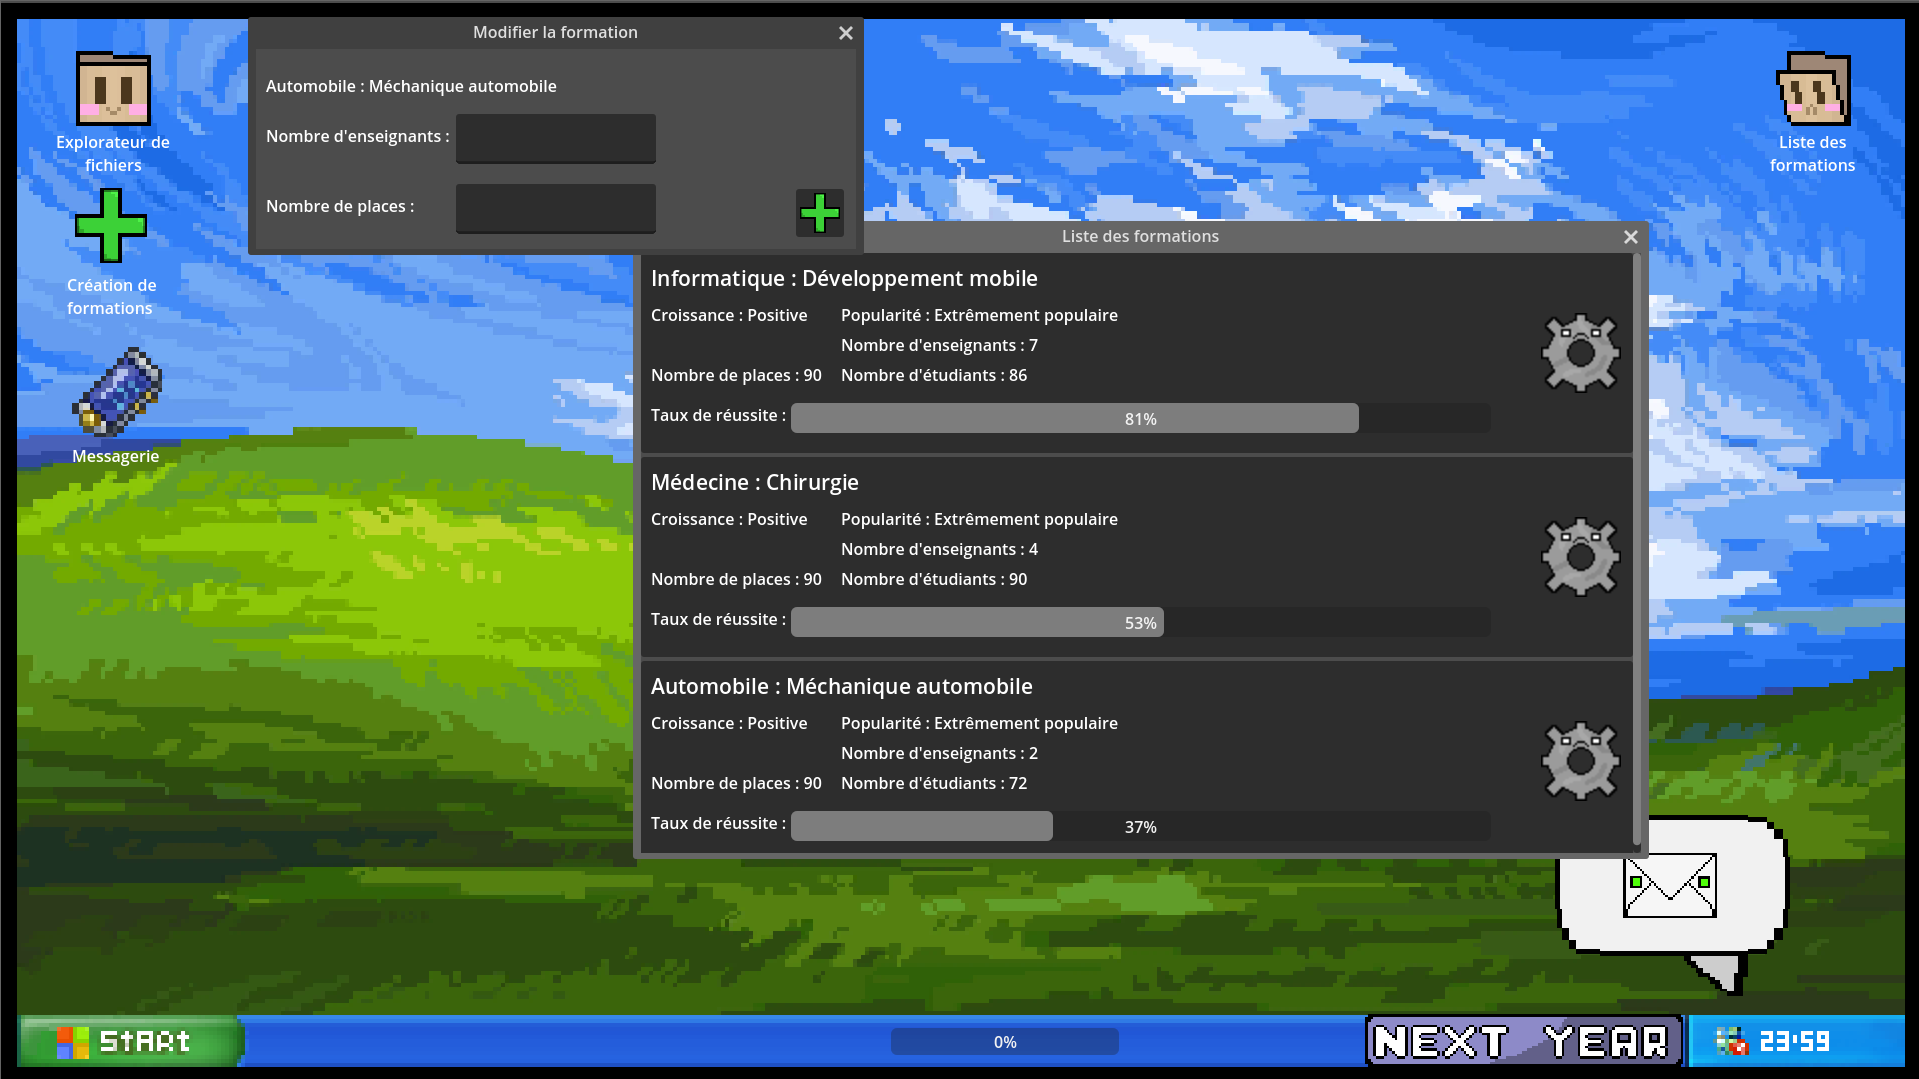 Modifier la formation
Automobile : Méchanique automobile
Nombre d'enseignants :
Nombre de places :
Explorateur de
fichiers
Création de
formations
Messagerie
Liste des
formations
Liste des formations
Informatique : Développement mobile
Croissance : Positive Popularité : Extrêmement populaire
Nombre d'enseignants : 7
Nombre de places : 90 Nombre d'étudiants : 86
Taux de réussite : 81%
Médecine : Chirurgie
Croissance : Positive Popularité : Extrêmement populaire
Nombre d'enseignants : 4
Nombre de places : 90 Nombre d'étudiants : 90
Taux de réussite : 53%
Automobile : Méchanique automobile
Croissance : Positive Popularité : Extrêmement populaire
Nombre d'enseignants : 2
Nombre de places : 90 Nombre d'étudiants : 72
Taux de réussite : 37%
START 0% NEXT YEAR 23:59